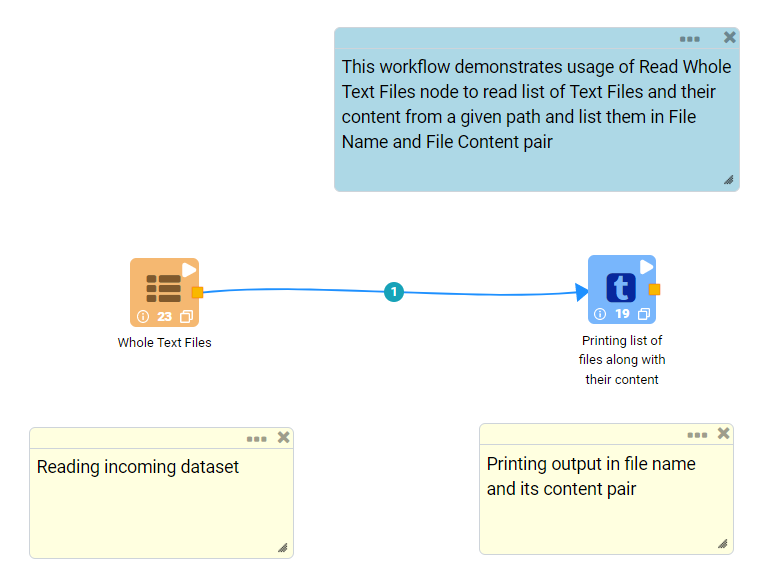 This workflow demonstrates usage of Read Whole
Text Files node to read list of Text Files and their
content from a given path and list them in File
Name and File Content pair
23
Whole Text Files
1
t
19
Printing list of
files along with
their content
Reading incoming dataset
Printing output in file name
and its content pair